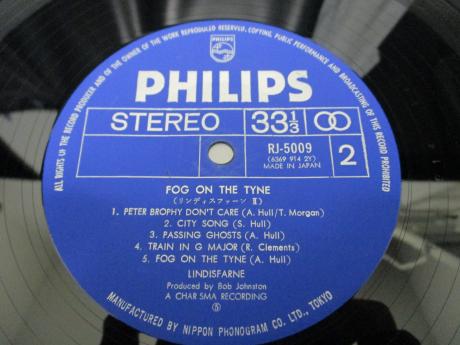 ALL RIGHTS OF THE RECORD PRODUCER AND OF THE OWNER OF THE WORK REPRODUCED RESERVED. COPYING, PUBLIC PERFORMANCE AND BROADCASTING OF THIS RECORD PROHIBITED
PHILIPS
PHILIPS
STEREO 33 1/3
RJ-5009
(6369 914 2Y)
MADE IN JAPAN
2
FOG ON THE TYNE
(リンディスファーン Ⅱ)
1. PETER BROPHY DON'T CARE (A. Hull/T. Morgan)
2. CITY SONG (S. Hull)
3. PASSING GHOSTS (A. Hull)
4. TRAIN IN G MAJOR (R. Clements)
5. FOG ON THE TYNE (A. Hull)
LINDISFARNE
Produced by Bob Johnston
A CHARSMA RECORDING
Ⓢ
MANUFACTURED BY NIPPON PHONOGRAM CO. LTD., TOKYO